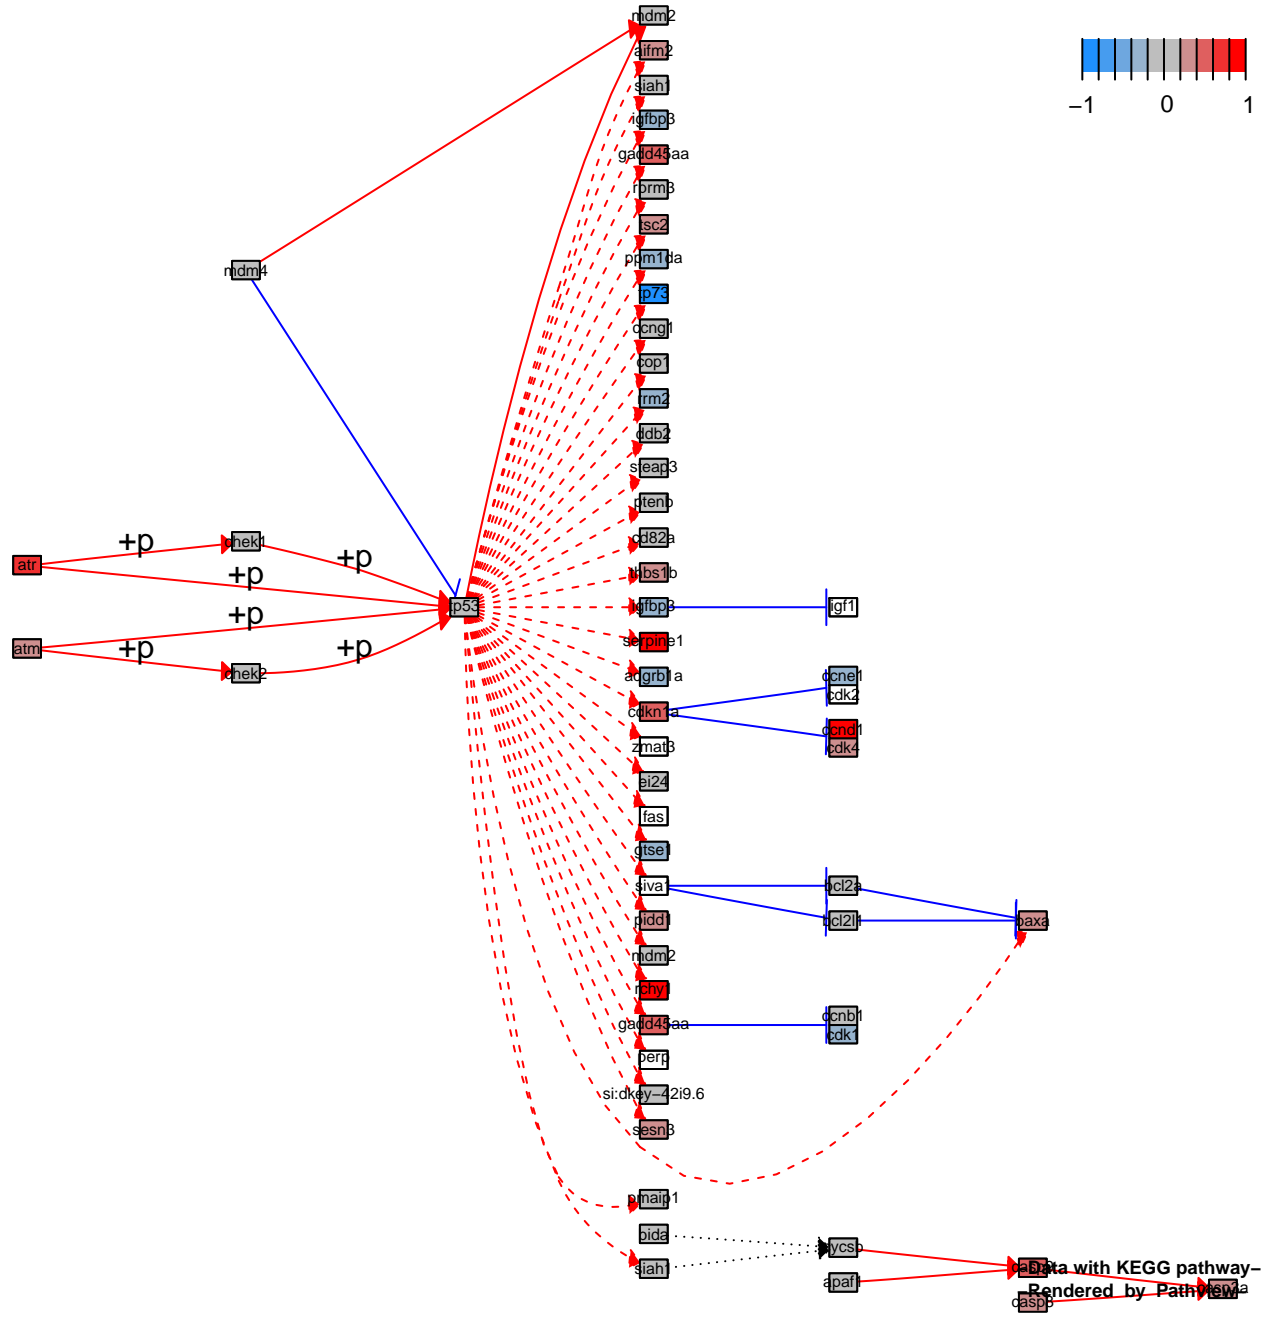 mdm2
aifm2
siah1
igfbp3
gadd45aa
rprm3
tsc2
ppm1da
tp73
ccng1
cop1
rrm2
ddb2
steap3
ptenb
cd82a
thbs1b
igfbp3
serpine1
adgrb1a
cdkn1a
zmat3
ei24
fas
gtse1
siva1
pidd1
mdm2
rchy1
gadd45aa
perp
si:dkey−42i9.6
sesn3
pmaip1
bida
siah1
−1 0 1
mdm4
atr
atm
+p
+p
+p
+p
+p
+p
chek1
chek2
tp53
igf1
ccne1
cdk2
ccnd1
cdk4
bcl2a
bcl2l1
baxa
ccnb1
cdk1
cycsb
apaf1
casp8
−Data with KEGG pathway−
−Rendered by Pathview−